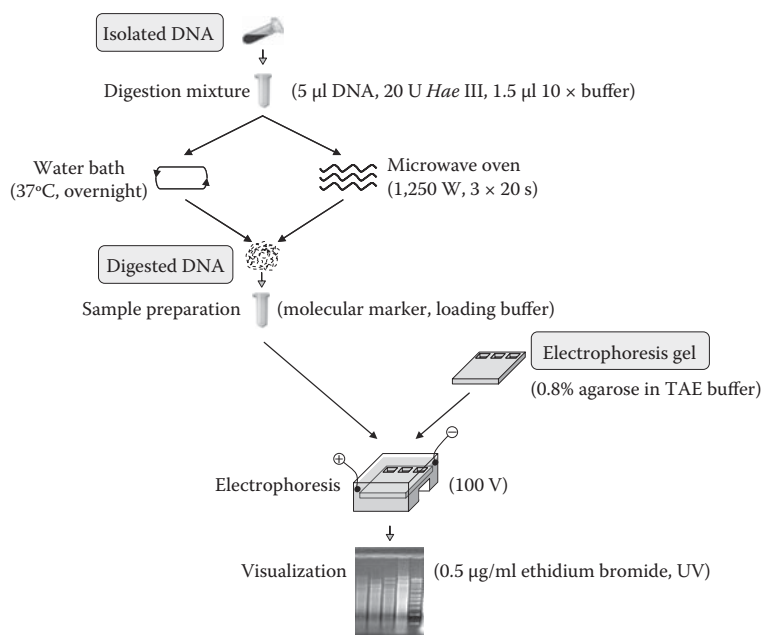 Isolated DNA
Digestion mixture (5 µl DNA, 20 U Hae III, 1.5 µl 10 × buffer)
Water bath
(37ºC, overnight)
Microwave oven
(1,250 W, 3 × 20 s)
Digested DNA
Sample preparation (molecular marker, loading buffer)
Electrophoresis gel
(0.8% agarose in TAE buffer)
+
−
Electrophoresis (100 V)
Visualization (0.5 µg/ml ethidium bromide, UV)